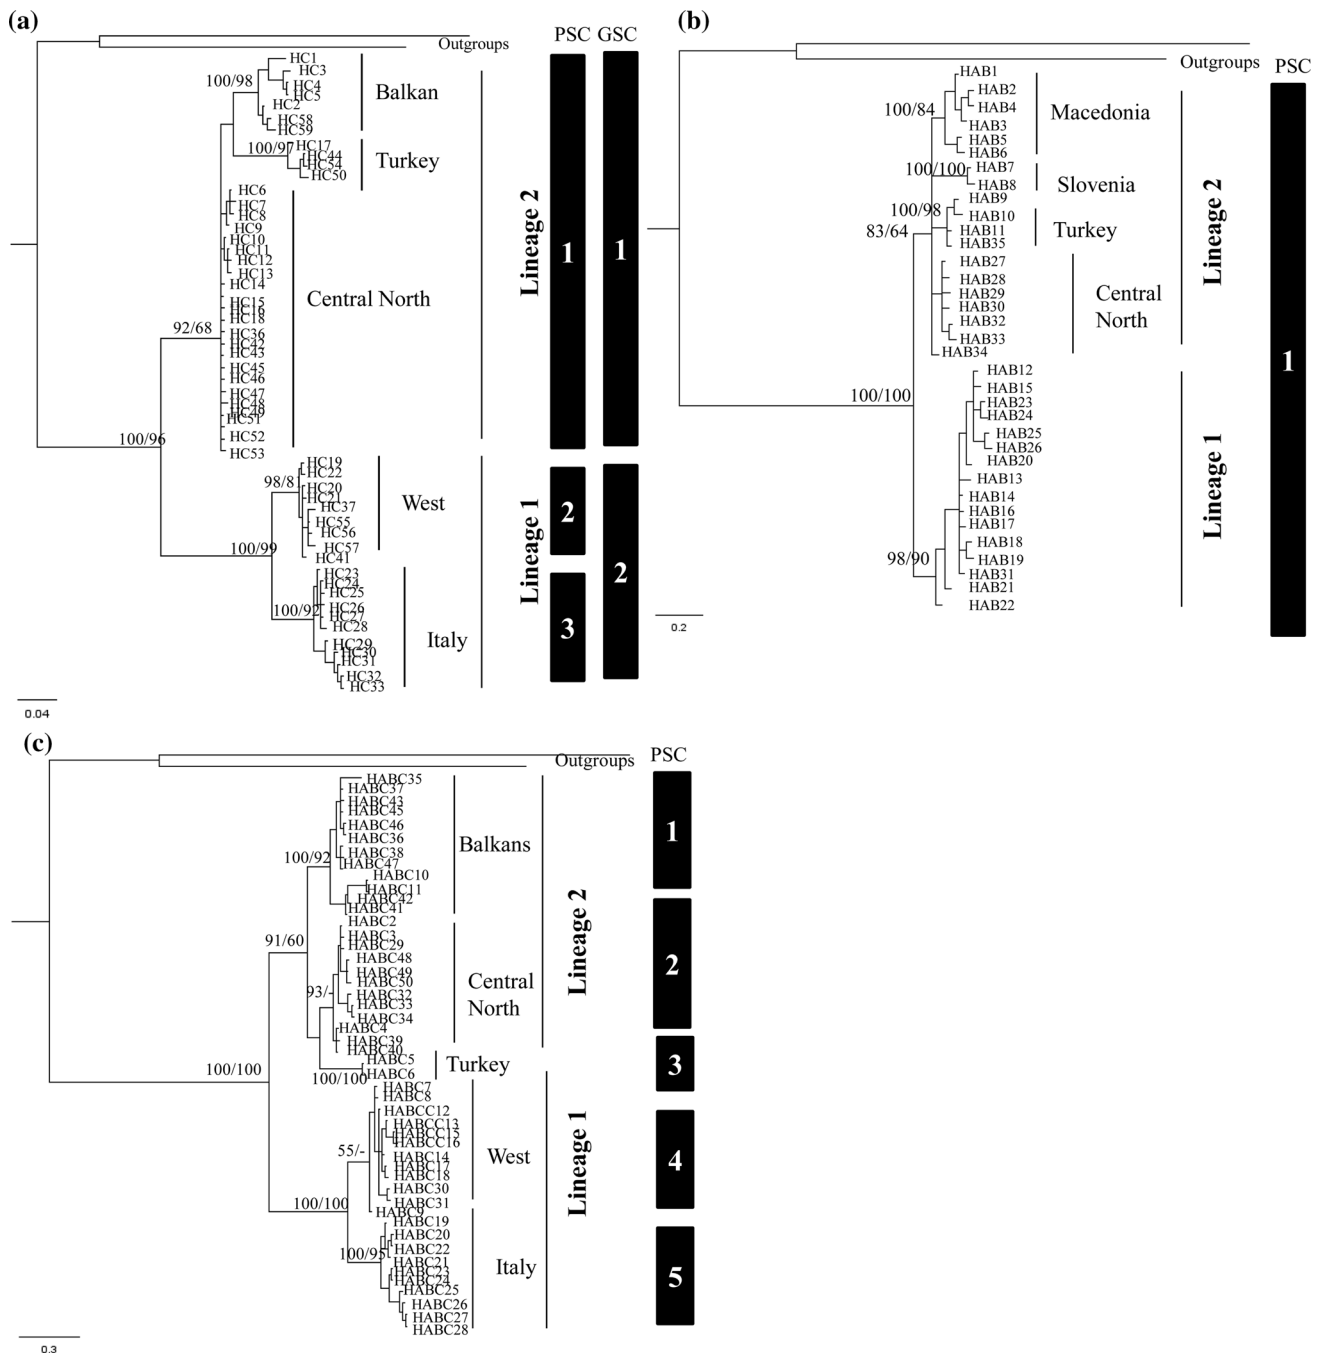 (a)
PSC GSC
Outgroups
HC1
HC3
HC4
HC5
HC2
HC58
HC59
100/98
Balkan
HC17
HC44
HC54
HC50
100/97
Turkey
HC6
HC7
HC8
HC9
HC10
HC11
HC12
HC13
HC14
HC15
HC16
HC18
HC36
HC42
HC43
HC45
HC46
HC47
HC48
HC49
HC51
HC52
HC53
92/68
Central North
Lineage 2
1
1
100/96
HC19
HC22
HC20
HC21
HC37
HC55
HC56
HC57
HC41
98/81
West
100/99
HC23
HC24
HC25
HC26
HC27
HC28
HC29
HC30
HC31
HC32
HC33
100/92
Italy
Lineage 1
2
3
2
0.04
(b)
Outgroups
PSC
HAB1
HAB2
HAB4
HAB3
HAB5
HAB6
100/84
Macedonia
HAB7
HAB8
100/100
Slovenia
HAB9
HAB10
HAB11
HAB35
100/98
Turkey
83/64
HAB27
HAB28
HAB29
HAB30
HAB32
HAB33
HAB34
Central
North
Lineage 2
100/100
HAB12
HAB15
HAB23
HAB24
HAB25
HAB26
HAB20
HAB13
HAB14
HAB16
HAB17
HAB18
HAB19
HAB31
HAB21
HAB22
98/90
Lineage 1
1
0.2
(c)
Outgroups
PSC
HABC35
HABC37
HABC43
HABC45
HABC46
HABC36
HABC38
HABC47
HABC10
HABC11
HABC42
HABC41
100/92
Balkans
91/60
HABC2
HABC3
HABC29
HABC48
HABC49
HABC50
HABC32
HABC33
HABC34
HABC4
HABC39
HABC40
93/-
Central
North
Lineage 2
HABC5
HABC6
100/100
Turkey
100/100
HABC7
HABC8
HABCC12
HABCC13
HABCC15
HABCC16
HABC14
HABC17
HABC18
HABC30
HABC31
HABC9
55/-
West
100/100
HABC19
HABC20
HABC22
HABC21
HABC23
HABC24
HABC25
HABC26
HABC27
HABC28
100/95
Italy
Lineage 1
1
2
3
4
5
0.3